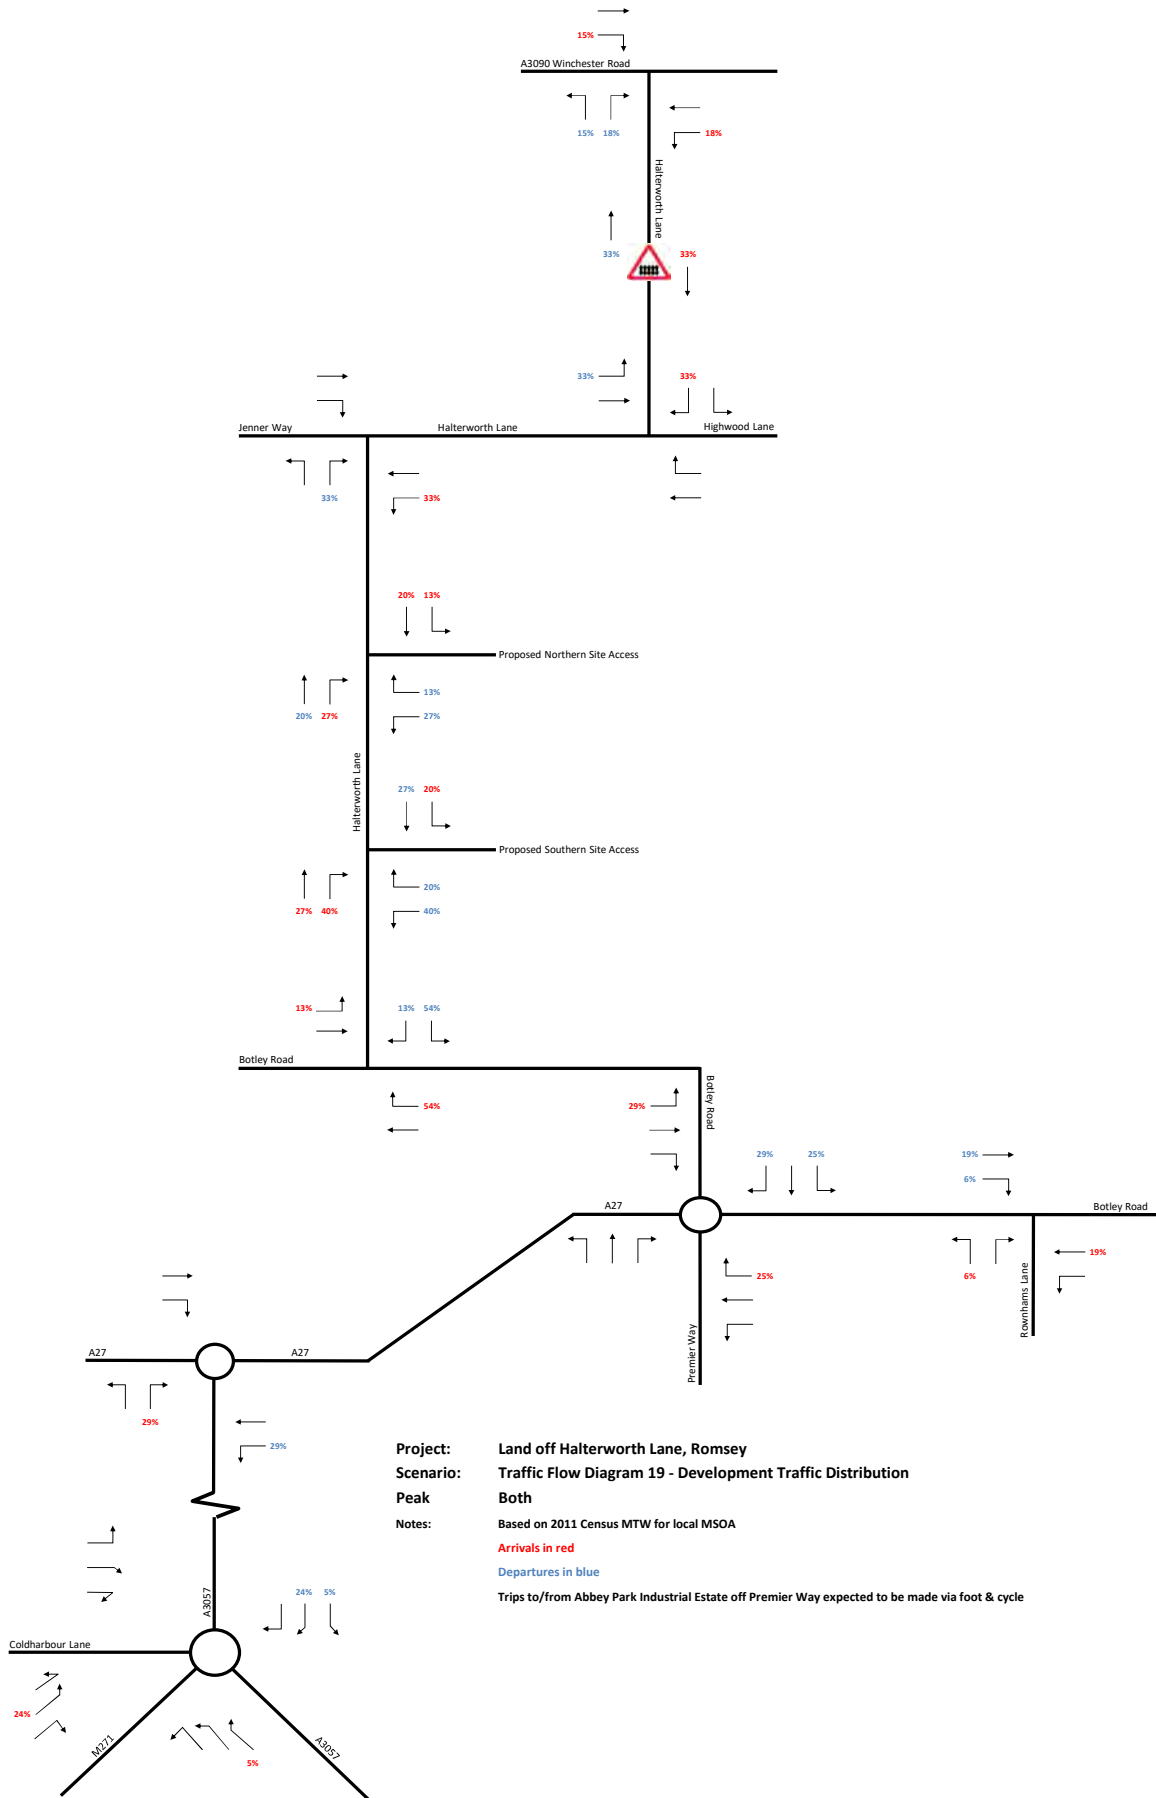 15%
A3090 Winchester Road
15% 18%
18%
Halterworth Lane
33%
33%
33%
33%
Jenner Way
Halterworth Lane
Highwood Lane
33%
33%
20% 13%
Proposed Northern Site Access
13%
20% 27%
27%
Halterworth Lane
27% 20%
Proposed Southern Site Access
20%
27% 40%
40%
13%
13% 54%
Botley Road
Botley Road
54%
29%
29%
25%
19%
6%
A27
Botley Road
25%
6%
19%
Rownhams Lane
Premier Way
A27
A27
29%
29%
Project: Land off Halterworth Lane, Romsey
Scenario: Traffic Flow Diagram 19 - Development Traffic Distribution
Peak Both
Notes: Based on 2011 Census MTW for local MSOA
Arrivals in red
Departures in blue
Trips to/from Abbey Park Industrial Estate off Premier Way expected to be made via foot & cycle
A3057
24% 5%
Coldharbour Lane
24%
M271
A3057
5%